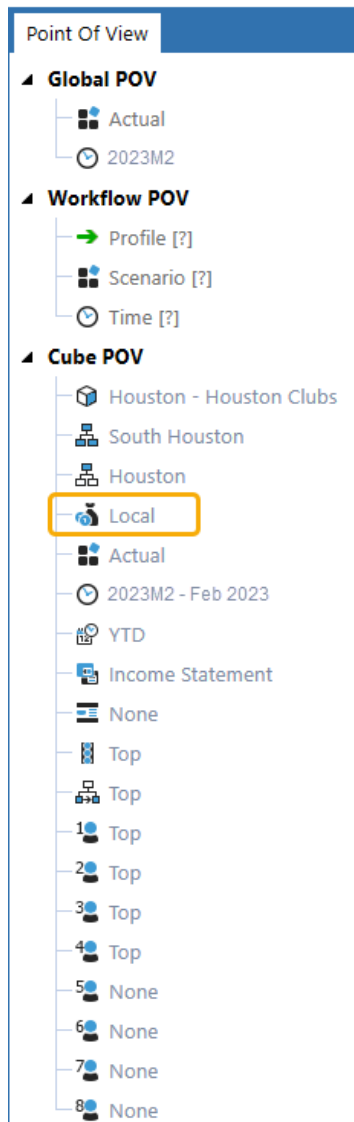 Point Of View
Global POV
Actual
2023M2
Workflow POV
Profile [?]
Scenario [?]
Time [?]
Cube POV
Houston - Houston Clubs
South Houston
Houston
Local
Actual
2023M2 - Feb 2023
YTD
Income Statement
None
Top
Top
1 Top
2 Top
3 Top
4 Top
5 None
6 None
7 None
8 None